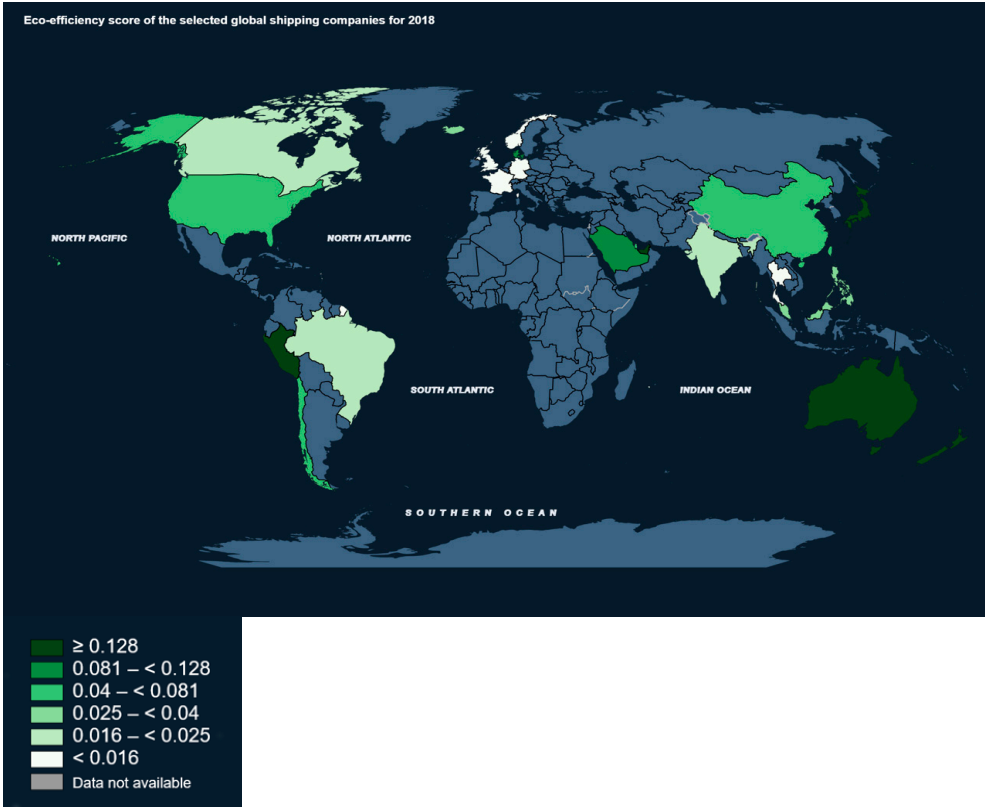 Eco-efficiency score of the selected global shipping companies for 2018
NORTH PACIFIC
NORTH ATLANTIC
SOUTH ATLANTIC
INDIAN OCEAN
SOUTHERN OCEAN
≥ 0.128
0.081 – < 0.128
0.04 – < 0.081
0.025 – < 0.04
0.016 – < 0.025
< 0.016
Data not available